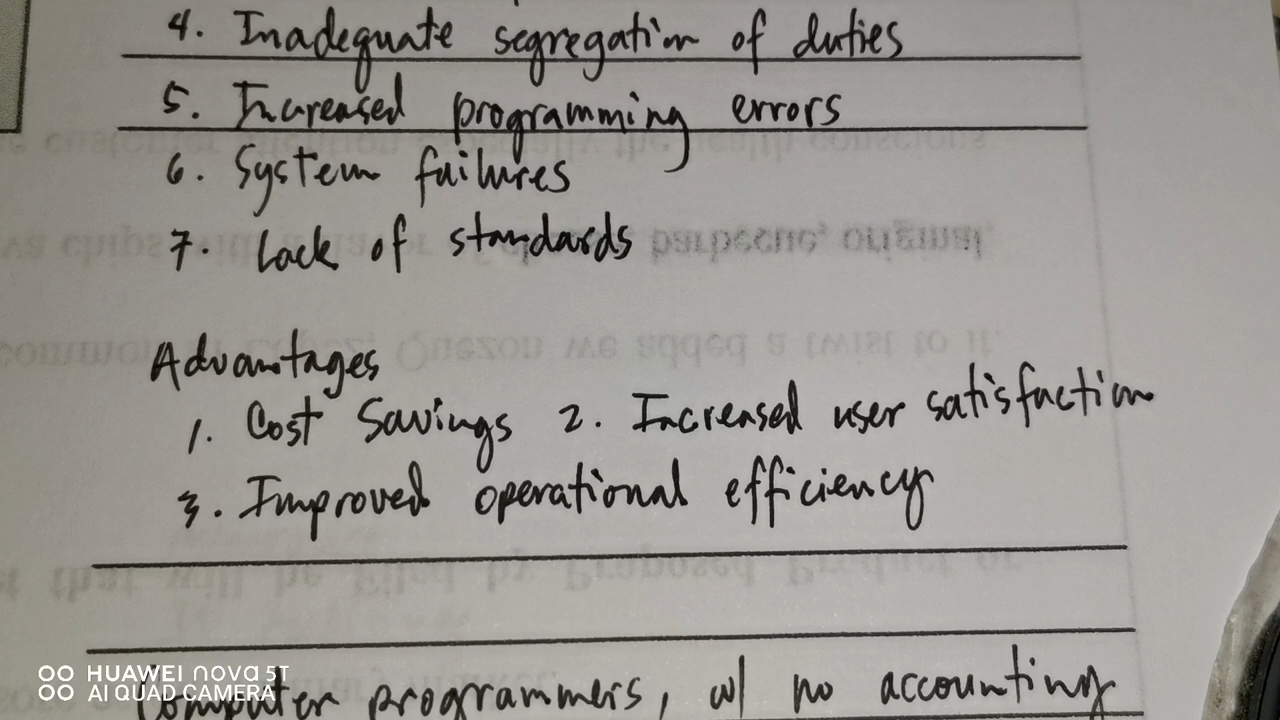 4. Inadequate segregation of duties
5. Increased programming errors
6. System failures
7. Lack of standards
Advantages
1. Cost Savings 2. Increased user satisfaction
3. Improved operational efficiency
Computer programmers, w/ no accounting
HUAWEI nova 5T
AI QUAD CAMERA